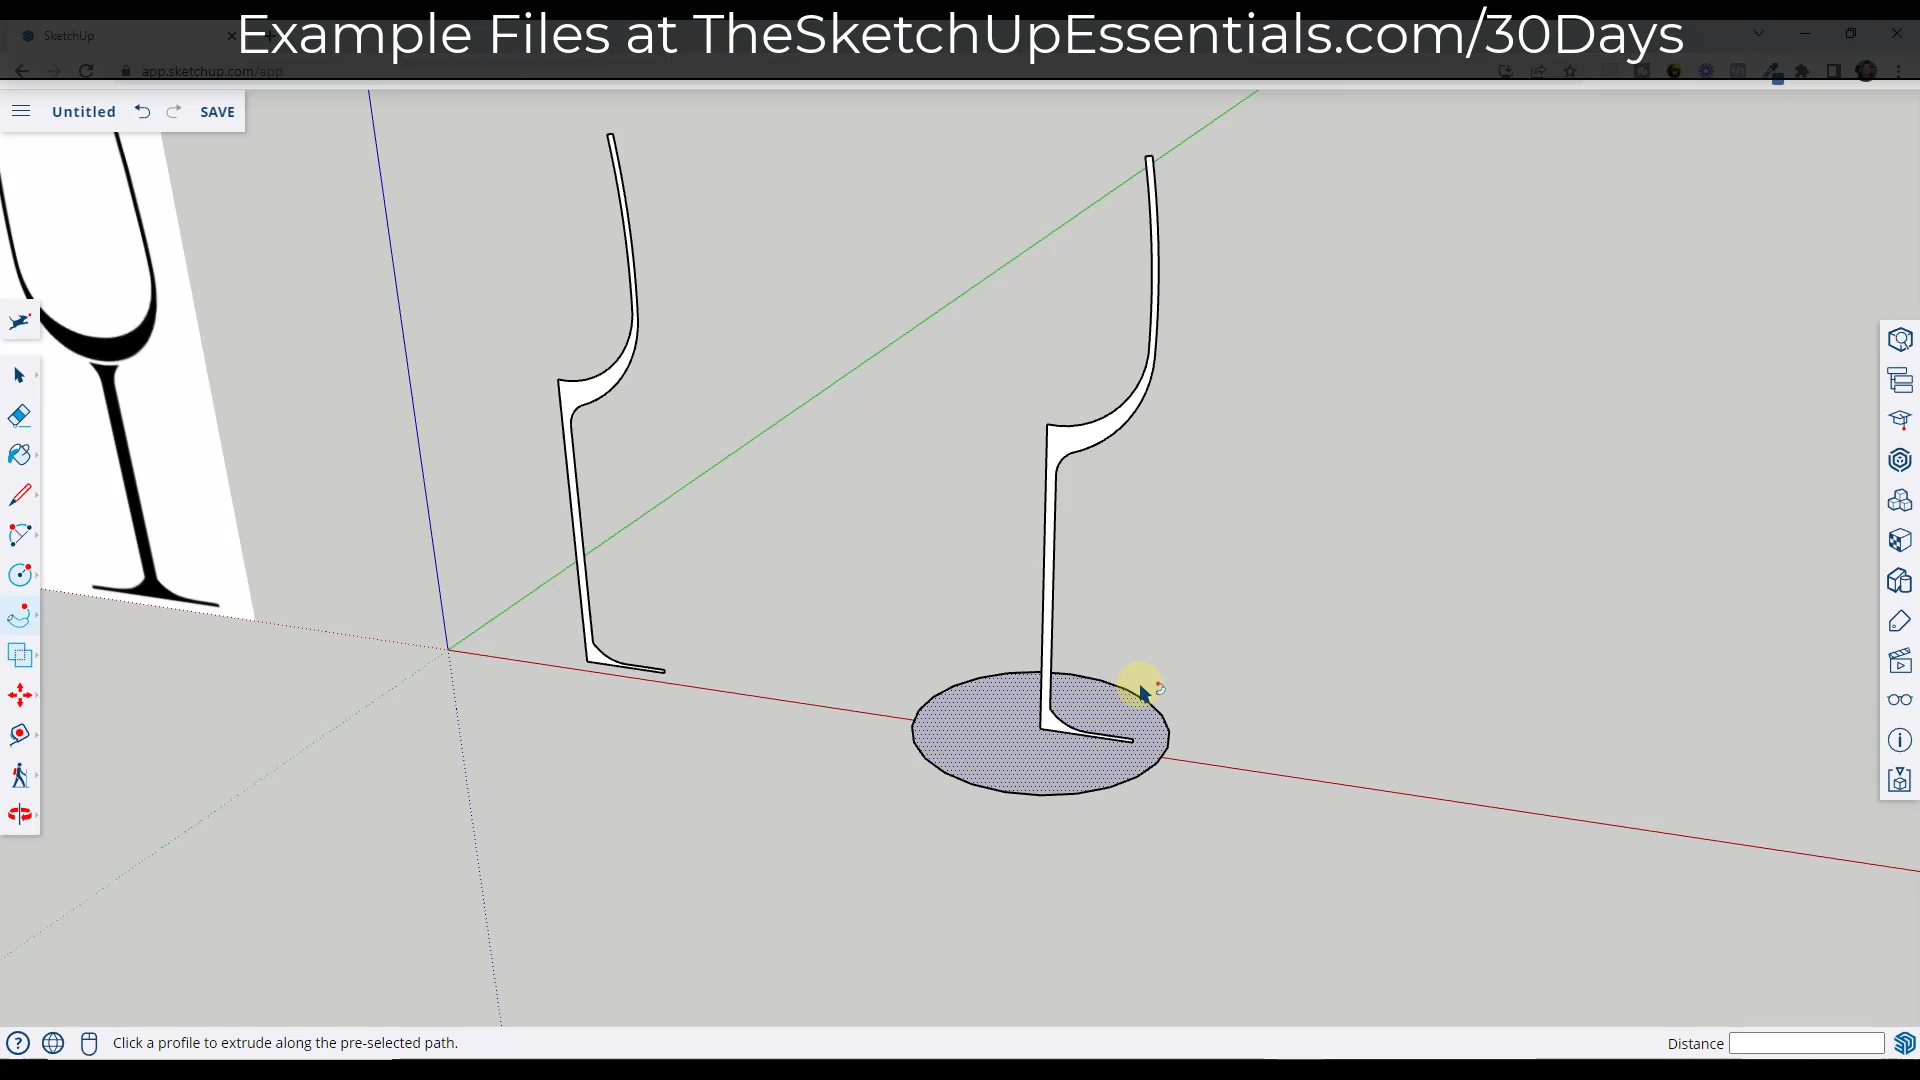 Example Files at TheSketchUpEssentials.com/30Days
SketchUp
app.sketchup.com/app
Untitled
SAVE
Click a profile to extrude along the pre-selected path.
Distance